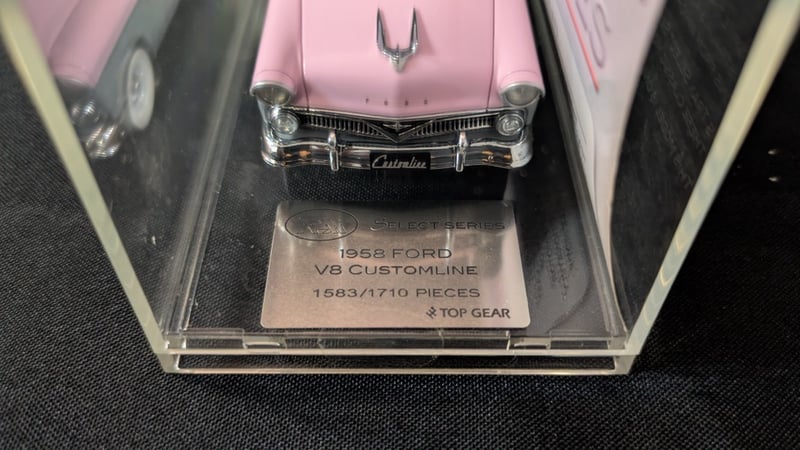 FORD
Customline
SELECT SERIES
1958 FORD
V8 CUSTOMLINE
1583/1710 PIECES
TOP GEAR